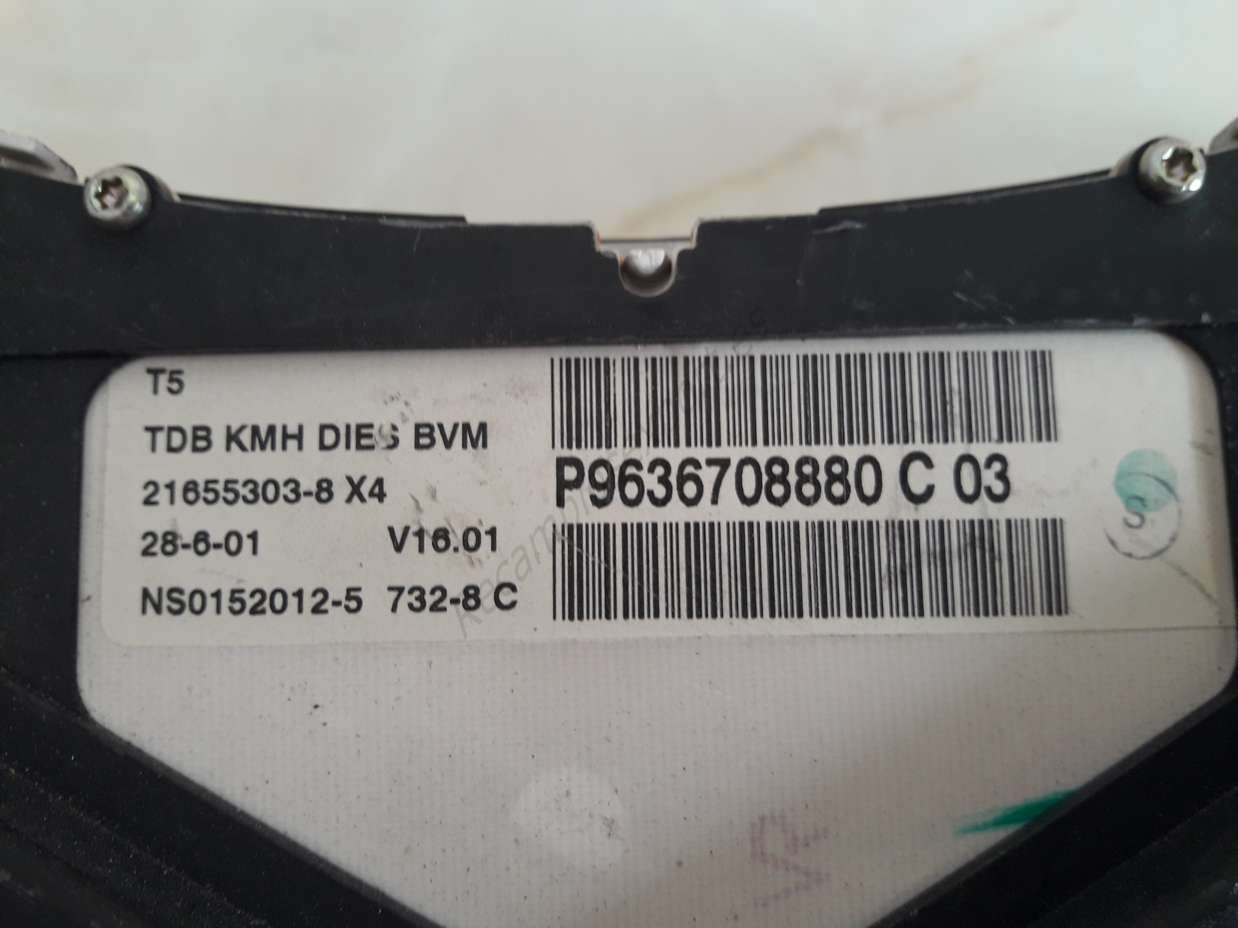 T5
TDB KMH DIES BVM
21655303-8 X4
28-6-01 V16.01
NS0152012-5 732-8 C
P9636708880 C 03
S